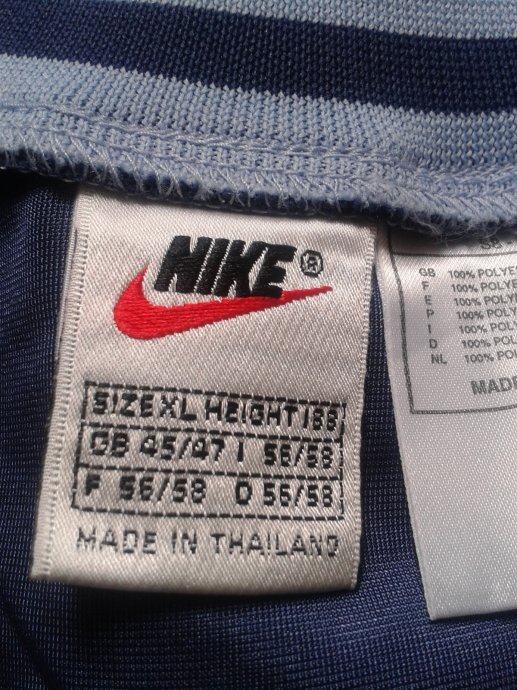 NIKE®
SIZE XL HEIGHT 188
GB 45/47 I 56/58
F 56/58 D 56/58
MADE IN THAILAND
GB 100% POLYE
F 100% POLYE
E 100% POLYE
P 100% POLYE
I 100% POLYE
D 100% POLYE
NL 100% POLYE
MADE